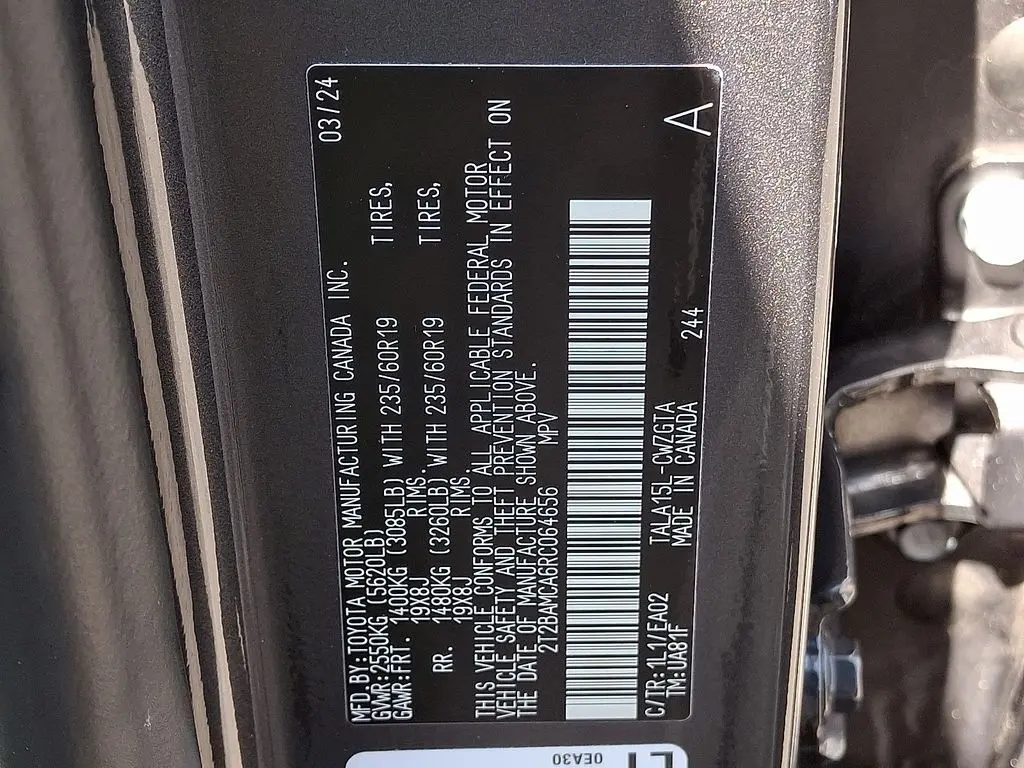 MFD.BY:TOYOTA MOTOR MANUFACTURING CANADA INC. 03/24
GVWR:2550KG (5620LB)
GAWR:FRT. 1400KG (3085LB) WITH 235/60R19 TIRES,
19X8J RIMS.
RR. 1480KG (3260LB) WITH 235/60R19 TIRES,
19X8J RIMS.
THIS VEHICLE CONFORMS TO ALL APPLICABLE FEDERAL MOTOR
VEHICLE SAFETY AND THEFT PREVENTION STANDARDS IN EFFECT ON
THE DATE OF MANUFACTURE SHOWN ABOVE.
2T2BAMCA6RC064656 MPV
C/TR:1L1/EA02 TALA15L-CWZGTA 244 A
TM:UA81F MADE IN CANADA
0EA30